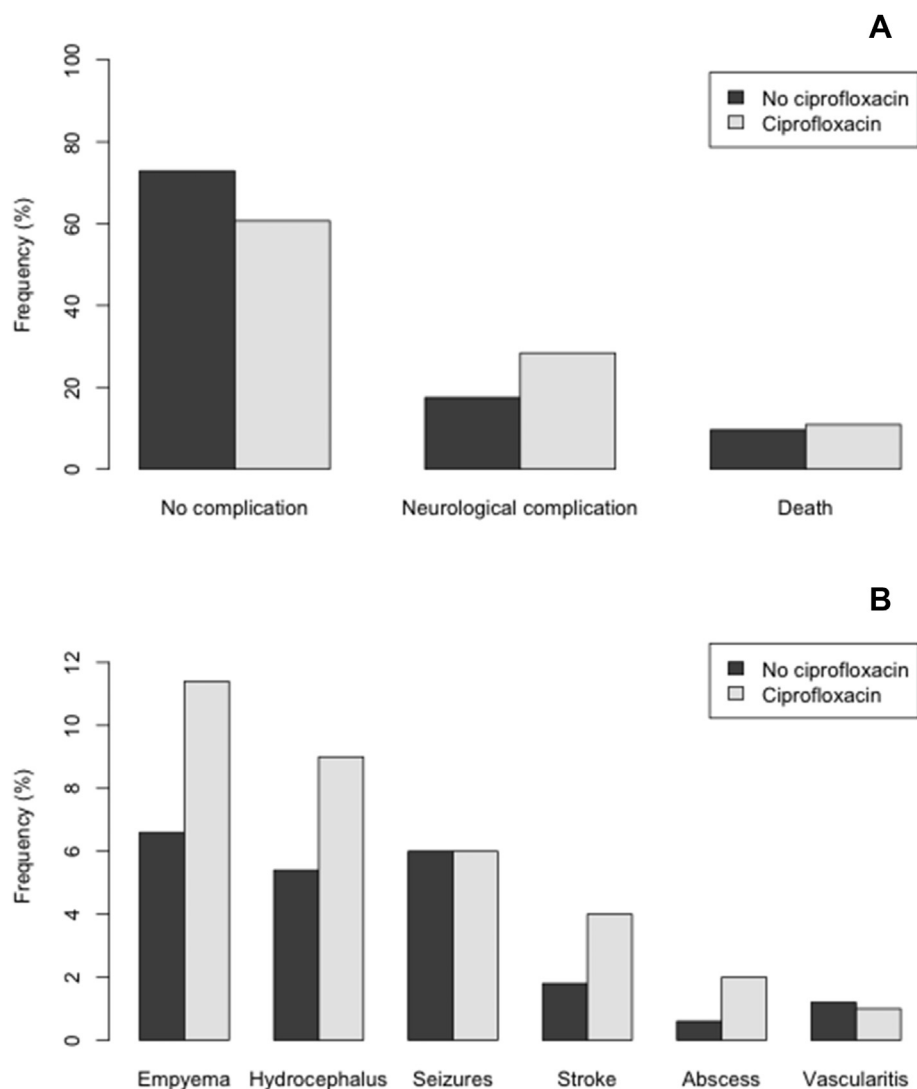 A
No ciprofloxacin
Ciprofloxacin
Frequency (%)
100
80
60
40
20
0
No complication Neurological complication Death
B
No ciprofloxacin
Ciprofloxacin
Frequency (%)
12
10
8
6
4
2
0
Empyema Hydrocephalus Seizures Stroke Abscess Vascularitis